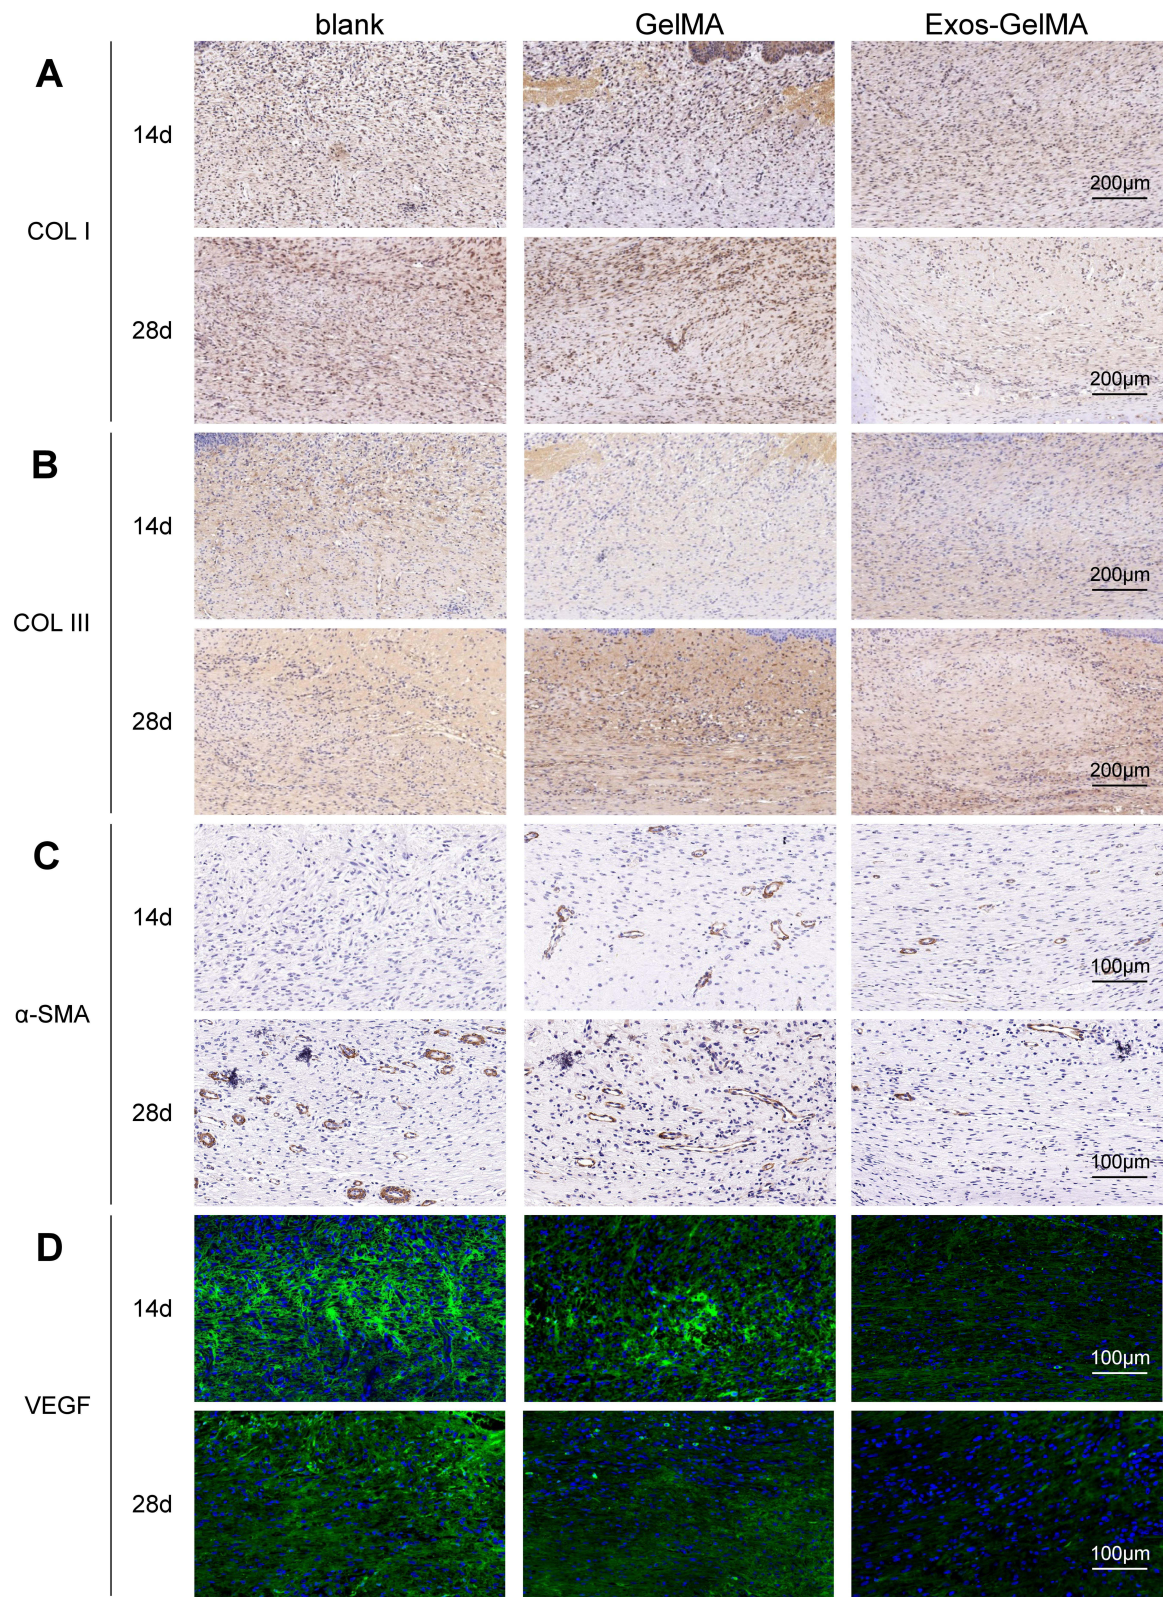 blank GelMA Exos-GelMA
A
14d
200µm
COL I
28d
200µm
B
14d
200µm
COL III
28d
200µm
C
14d
100µm
α-SMA
28d
100µm
D
14d
100µm
VEGF
28d
100µm